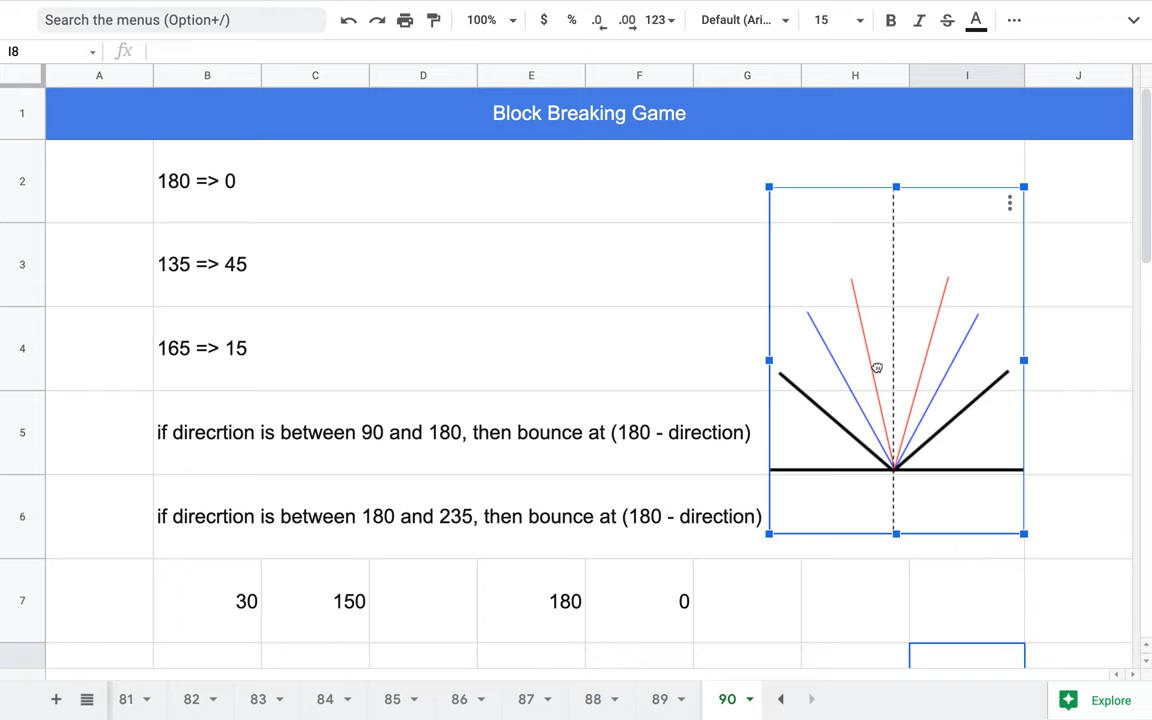 Search the menus (Option+/)
100%
$
%
.0
.00
123
Default (Ari...
15
B
I
S
A
I8
fx
A
B
C
D
E
F
G
H
I
J
1
Block Breaking Game
2
180 => 0
3
135 => 45
4
165 => 15
5
if direcrtion is between 90 and 180, then bounce at (180 - direction)
6
if direcrtion is between 180 and 235, then bounce at (180 - direction)
7
30
150
180
0
81
82
83
84
85
86
87
88
89
90
Explore